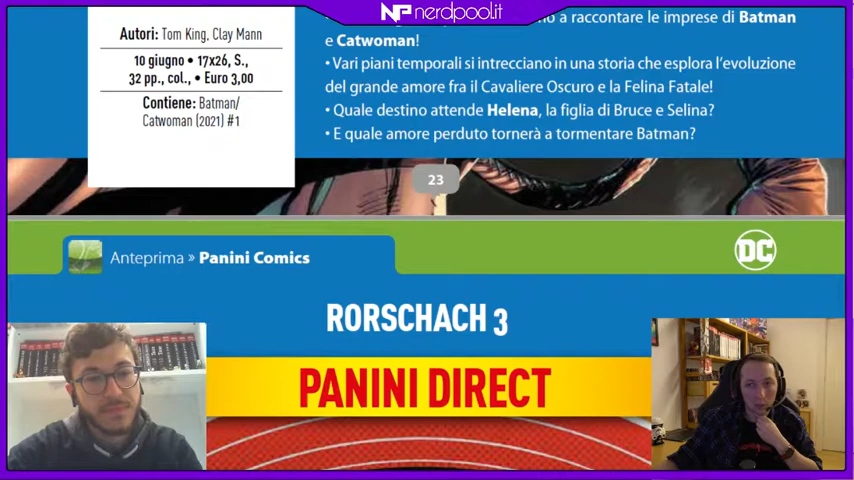 nerdpool.it
Autori: Tom King, Clay Mann
10 giugno • 17x26, S.,
32 pp., col., • Euro 3,00
Contiene: Batman/
Catwoman (2021) #1
a raccontare le imprese di Batman
e Catwoman!
• Vari piani temporali si intrecciano in una storia che esplora l'evoluzione
del grande amore fra il Cavaliere Oscuro e la Felina Fatale!
• Quale destino attende Helena, la figlia di Bruce e Selina?
• E quale amore perduto tornerà a tormentare Batman?
23
Anteprima » Panini Comics
DC
RORSCHACH 3
PANINI DIRECT